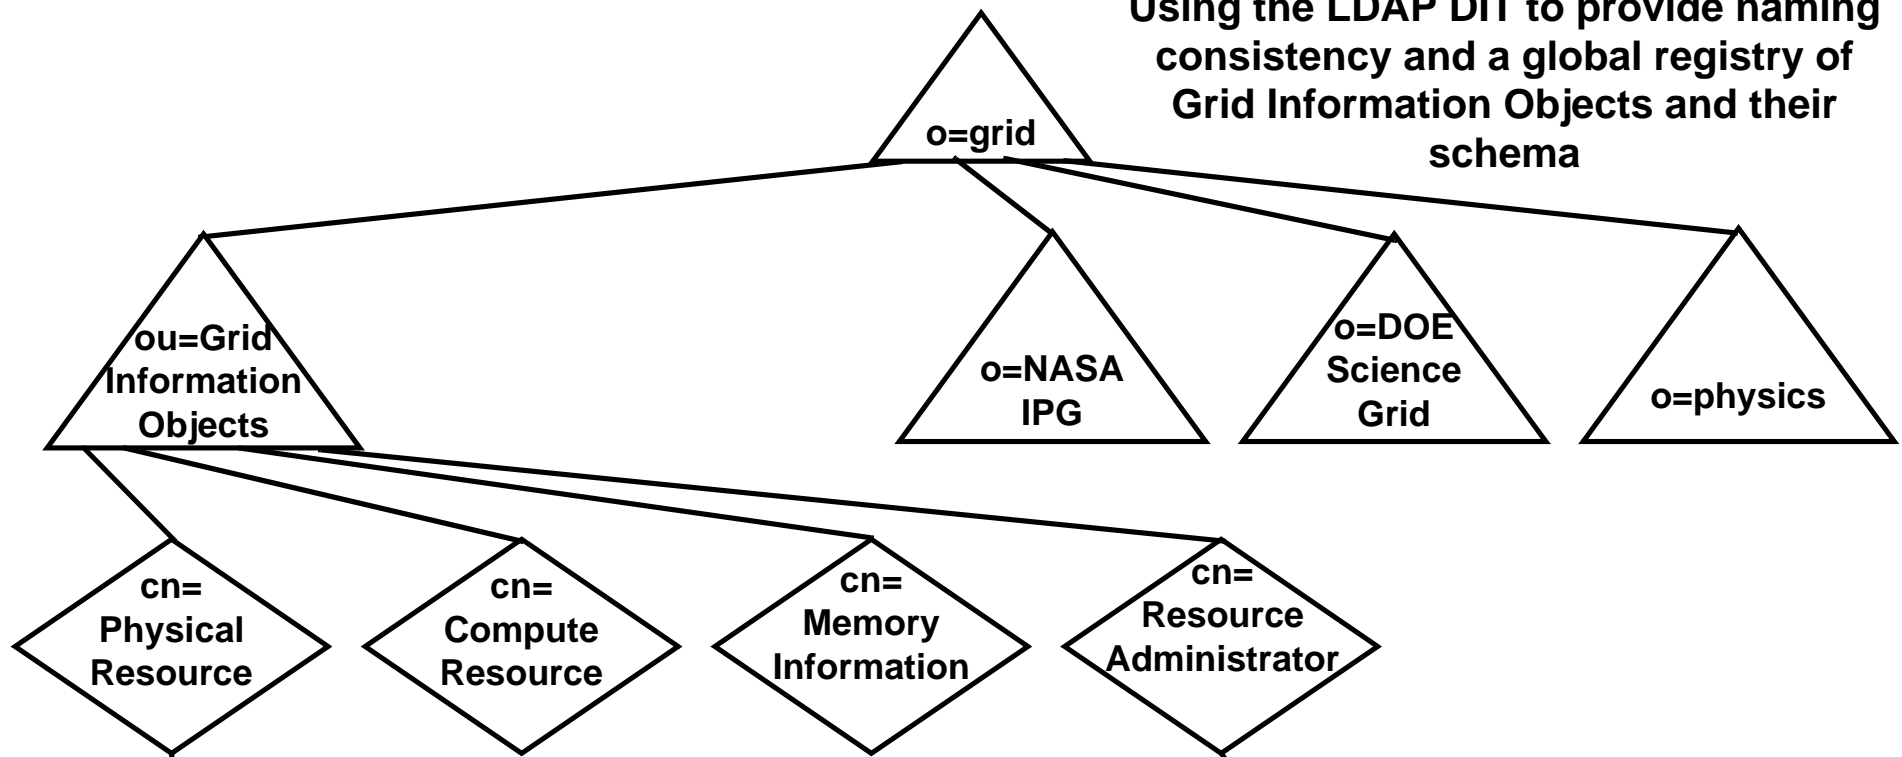 Using the LDAP DIT to provide naming
consistency and a global registry of
Grid Information Objects and their
schema
o=grid
ou=Grid
Information
Objects
o=NASA
IPG
o=DOE
Science
Grid
o=physics
cn=
Physical
Resource
cn=
Compute
Resource
cn=
Memory
Information
cn=
Resource
Administrator